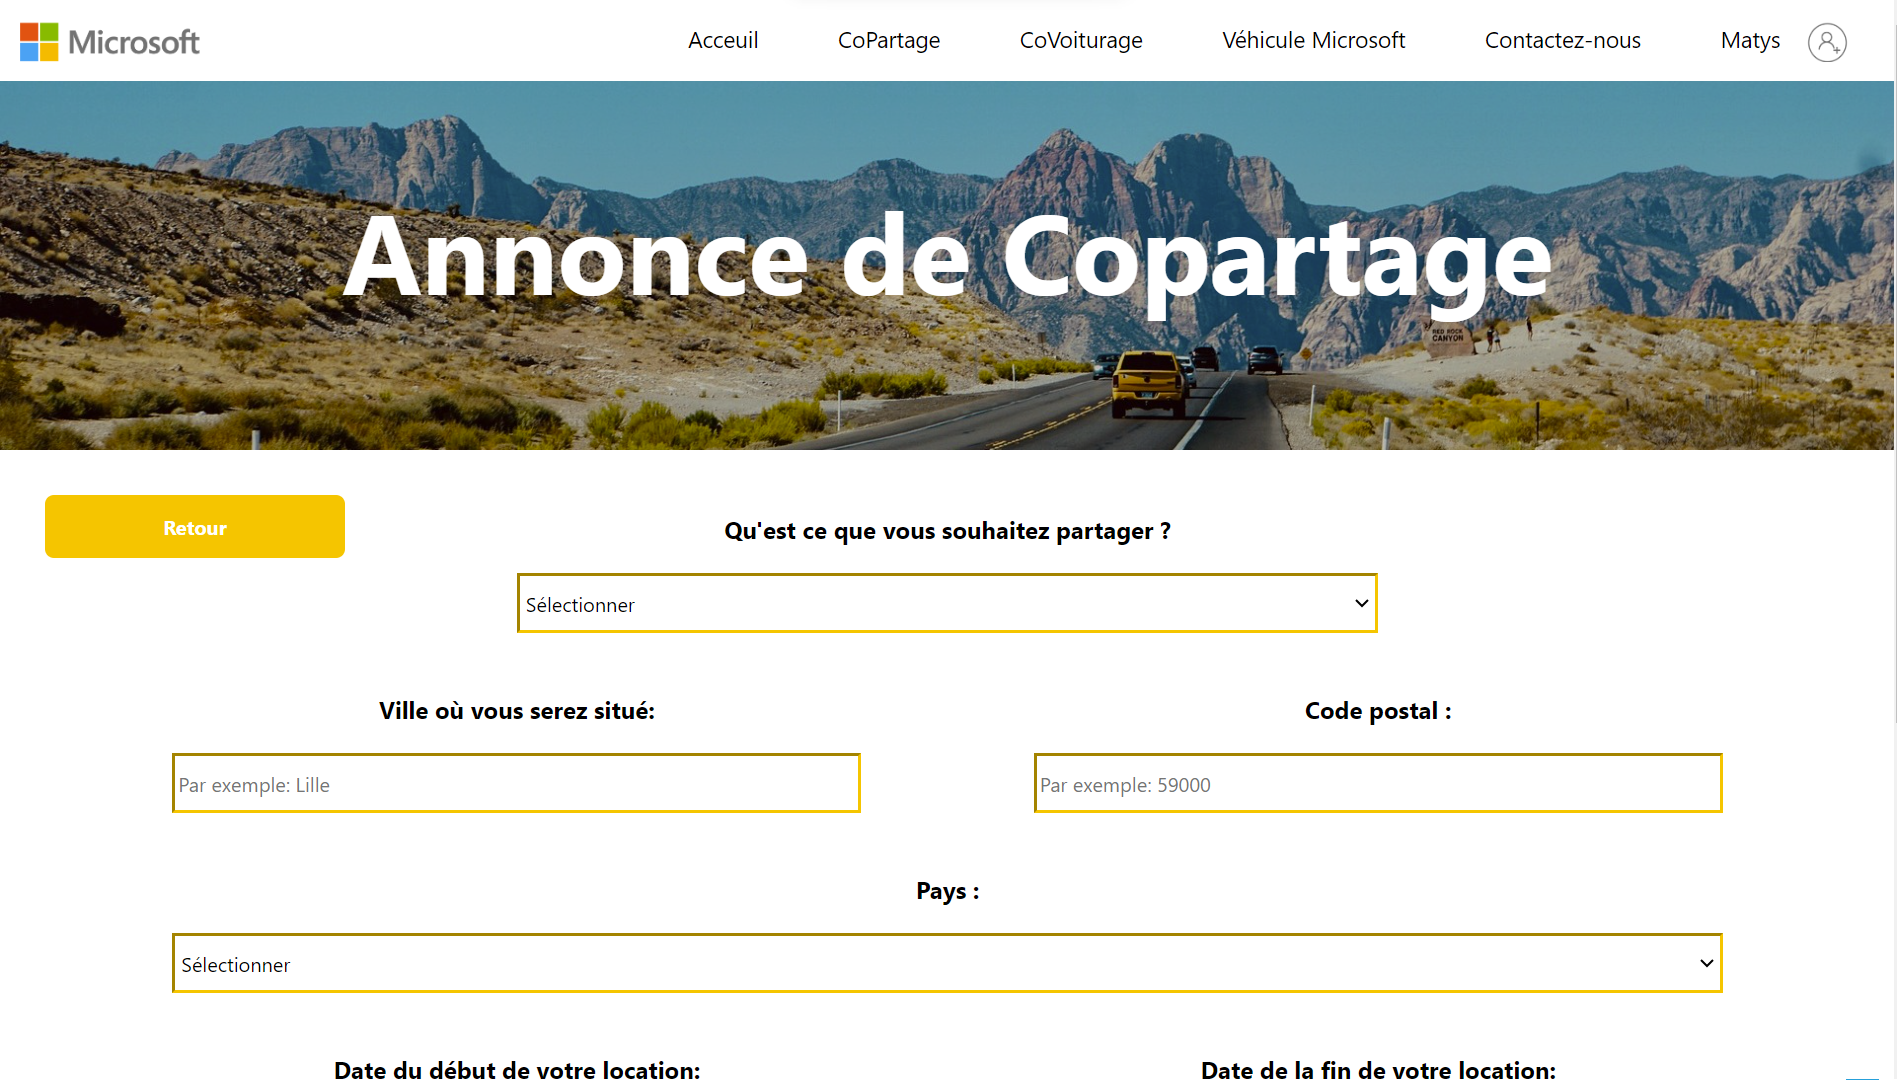 Microsoft
Acceuil
CoPartage
CoVoiturage
Véhicule Microsoft
Contactez-nous
Matys
Annonce de Copartage
RED ROCK
CANYON
Retour
Qu'est ce que vous souhaitez partager ?
Sélectionner
Ville où vous serez situé:
Code postal :
Par exemple: Lille
Par exemple: 59000
Pays :
Sélectionner
Date du début de votre location:
Date de la fin de votre location: